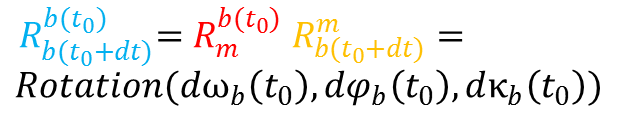 R_{b(t_0+dt)}^{b(t_0)} = R_m^{b(t_0)} R_{b(t_0+dt)}^m =
Rotation(dω_b(t_0), dφ_b(t_0), dκ_b(t_0))